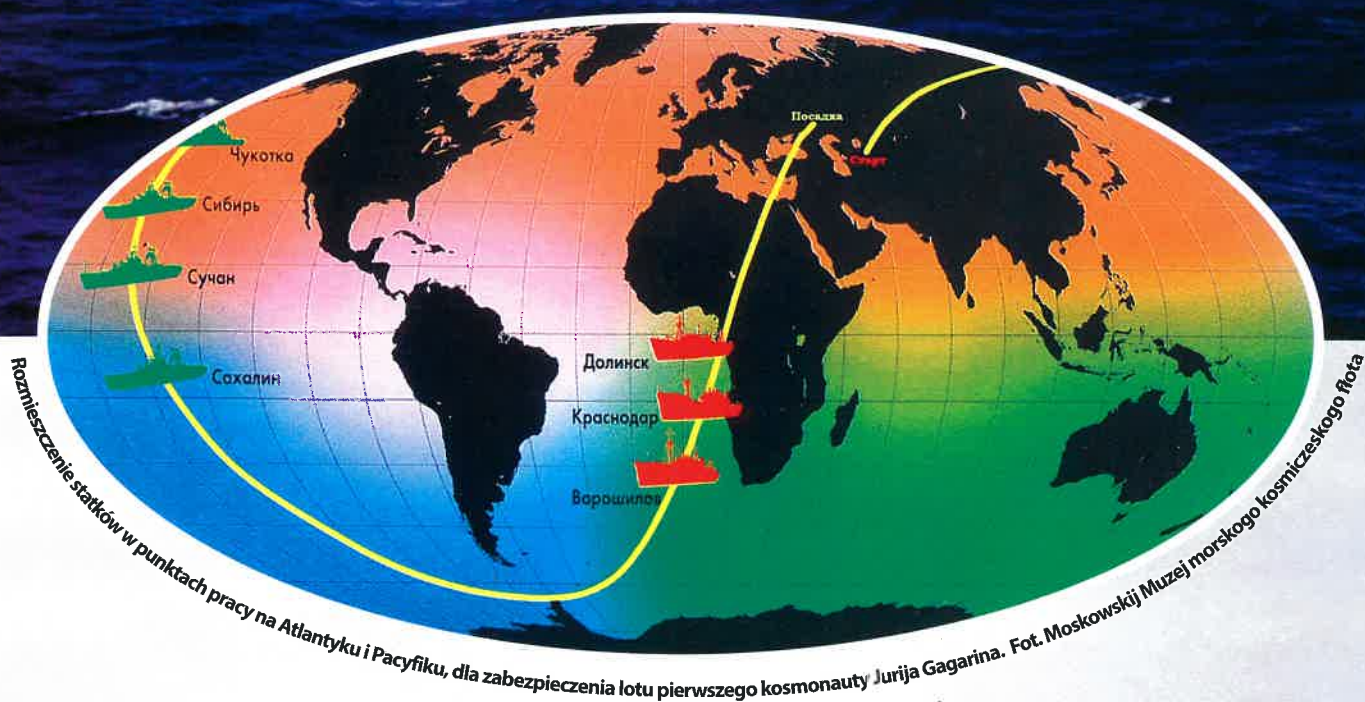 Посадка
Старт
Чукотка
Сибирь
Сучан
Сахалин
Долинск
Краснодар
Ворошилов
Rozmieszczenie statków w punktach pracy na Atlantyku i Pacyfiku, dla zabezpieczenia lotu pierwszego kosmonauty Jurija Gagarina. Fot. Moskowskij Muzej morskogo kosmiczeskogo fłota